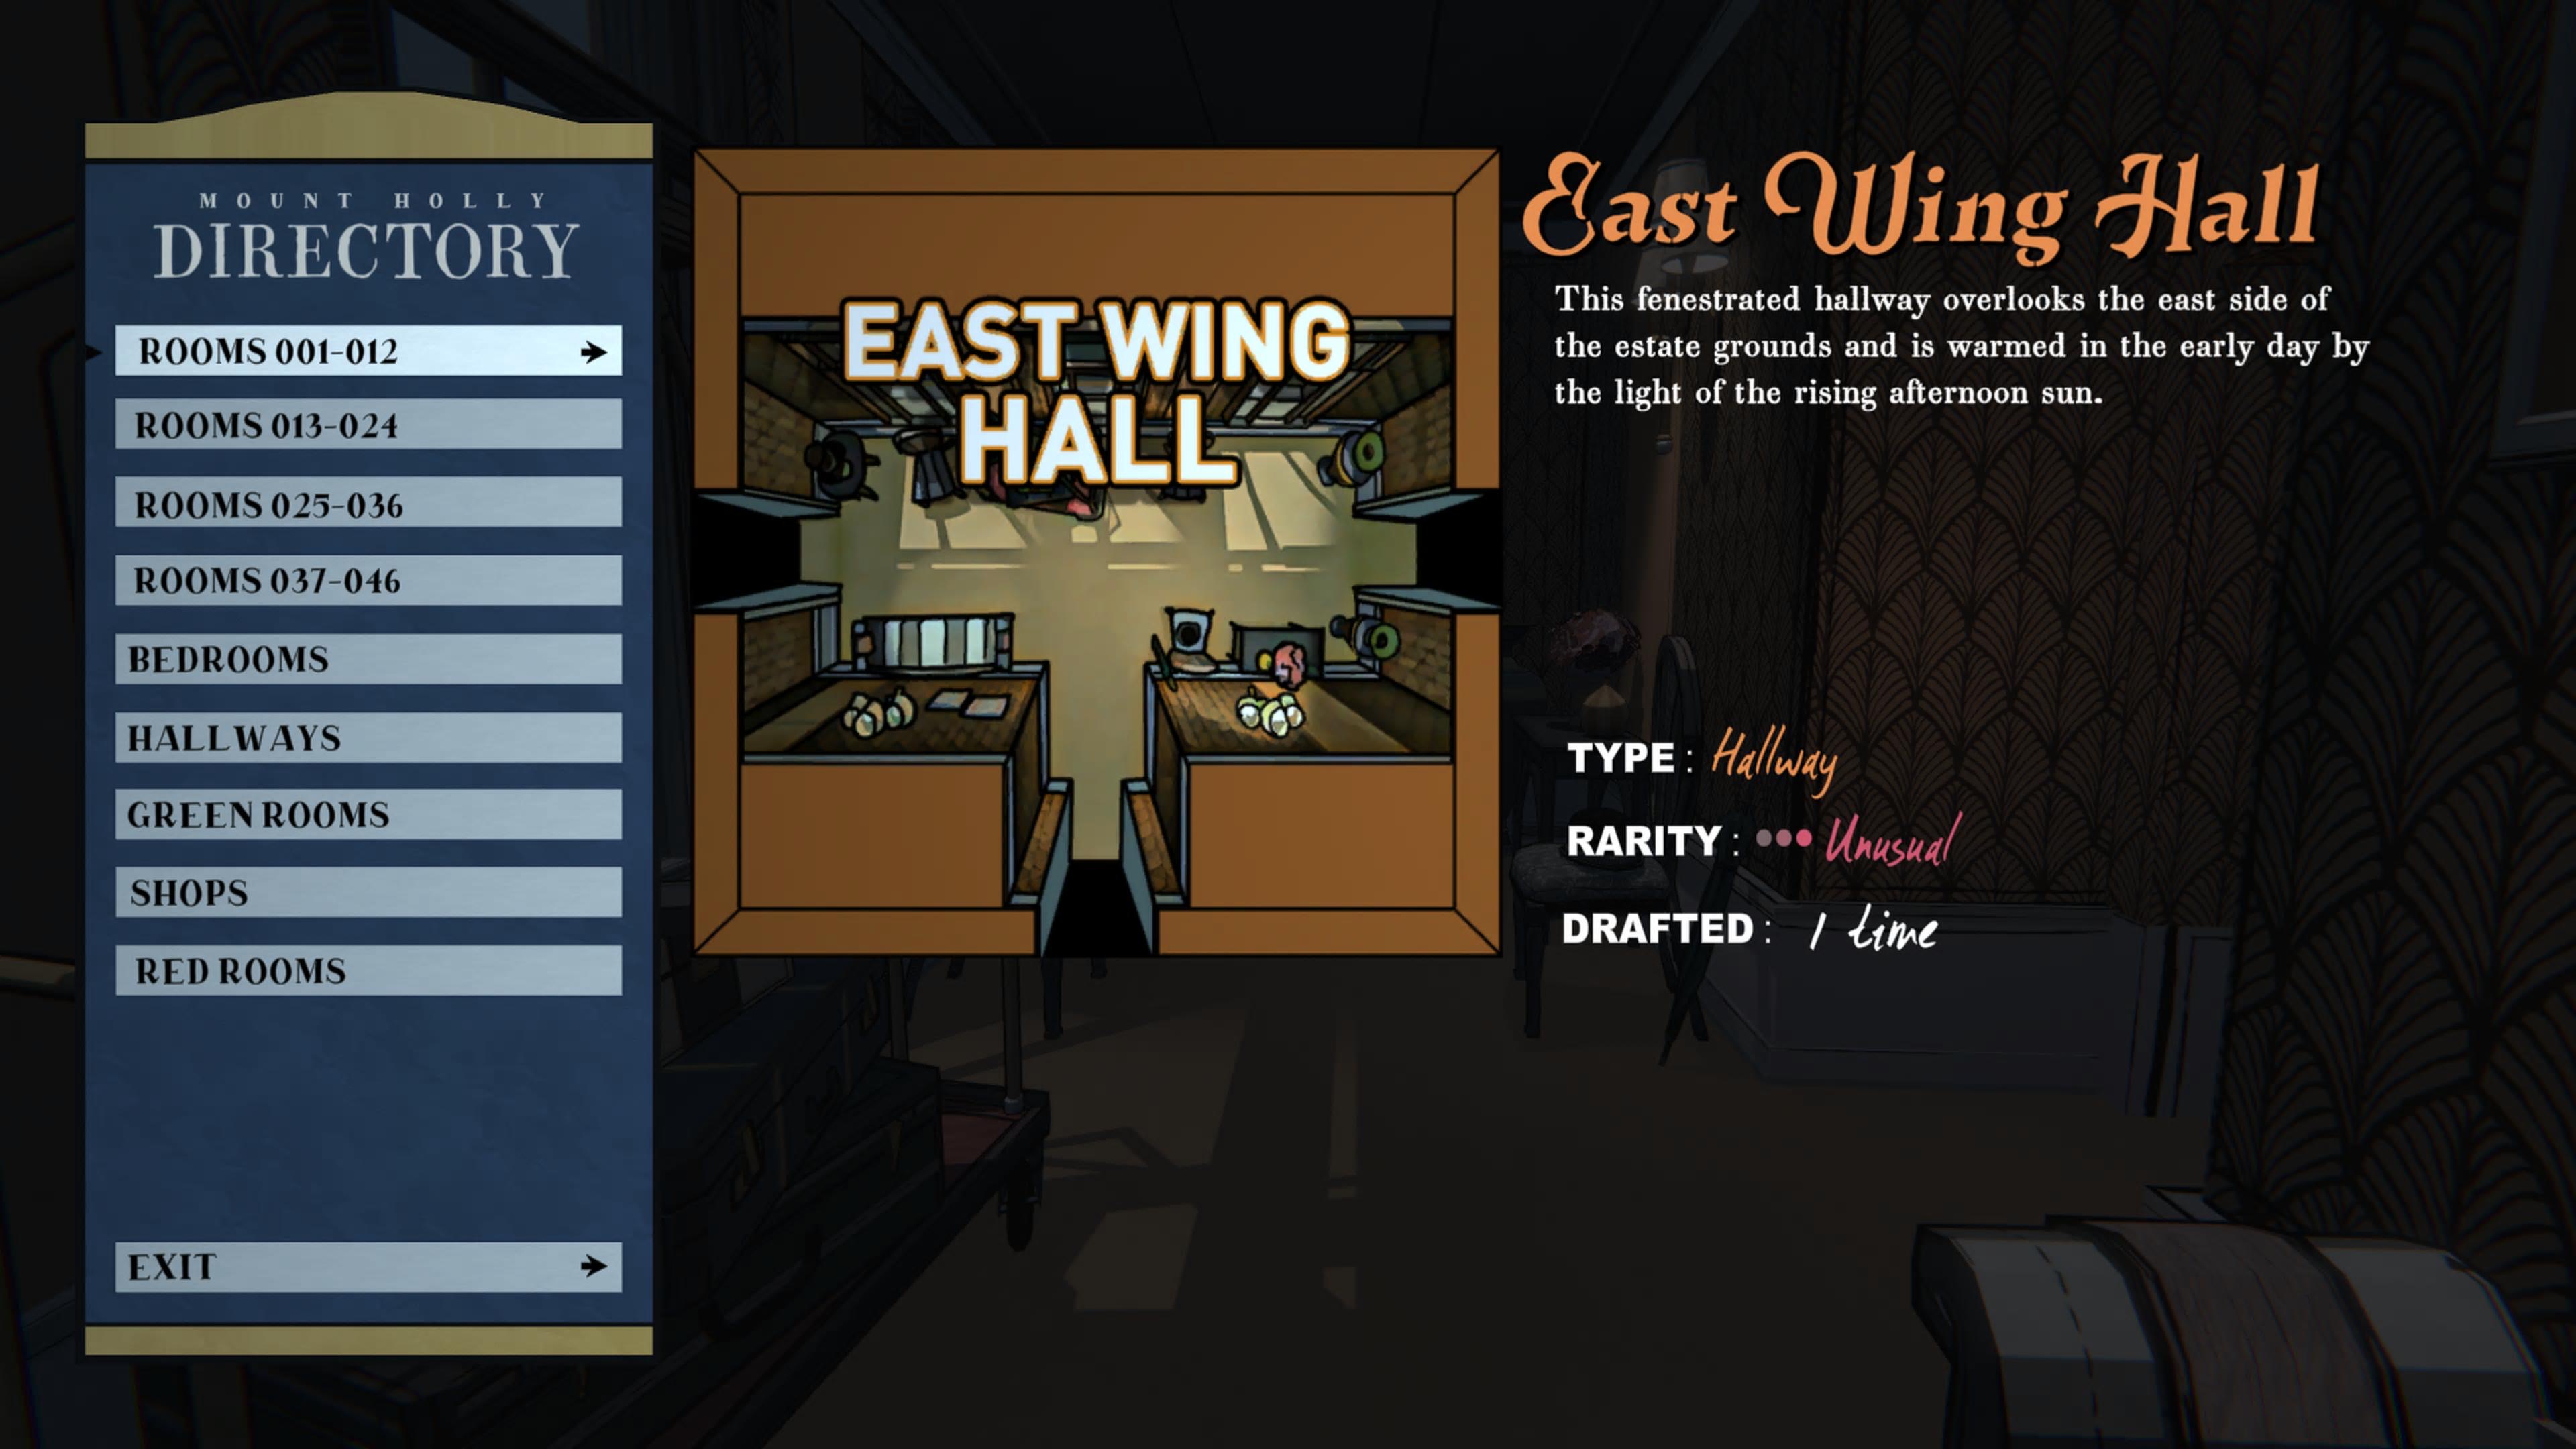 MOUNT HOLLY
DIRECTORY
ROOMS 001-012
ROOMS 013-024
ROOMS 025-036
ROOMS 037-046
BEDROOMS
HALLWAYS
GREEN ROOMS
SHOPS
RED ROOMS
EXIT
EAST WING
HALL
East Wing Hall
This fenestrated hallway overlooks the east side of
the estate grounds and is warmed in the early day by
the light of the rising afternoon sun.
TYPE : Hallway
RARITY : Unusual
DRAFTED : 1 time